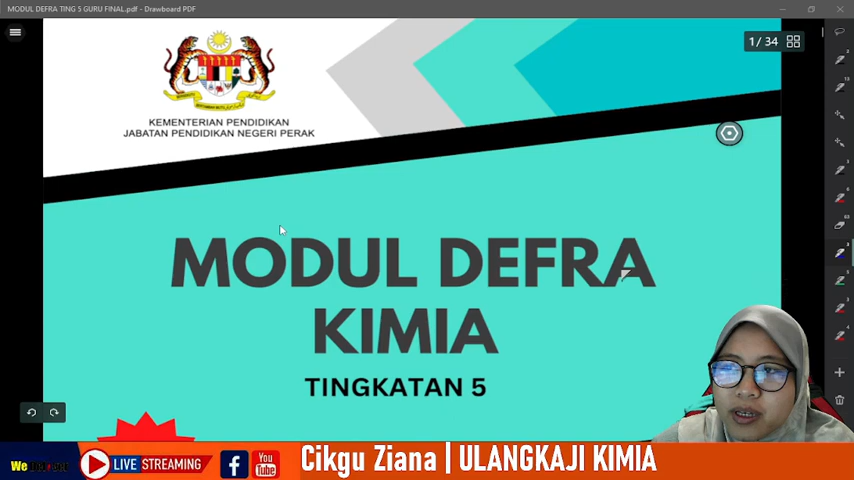 MODUL DEFRA TING 5 GURU FINAL.pdf - Drawboard PDF
1 / 34
KEMENTERIAN PENDIDIKAN
JABATAN PENDIDIKAN NEGERI PERAK
MODUL DEFRA
KIMIA
TINGKATAN 5
LIVE STREAMING
You
Tube
Cikgu Ziana | ULANGKAJI KIMIA